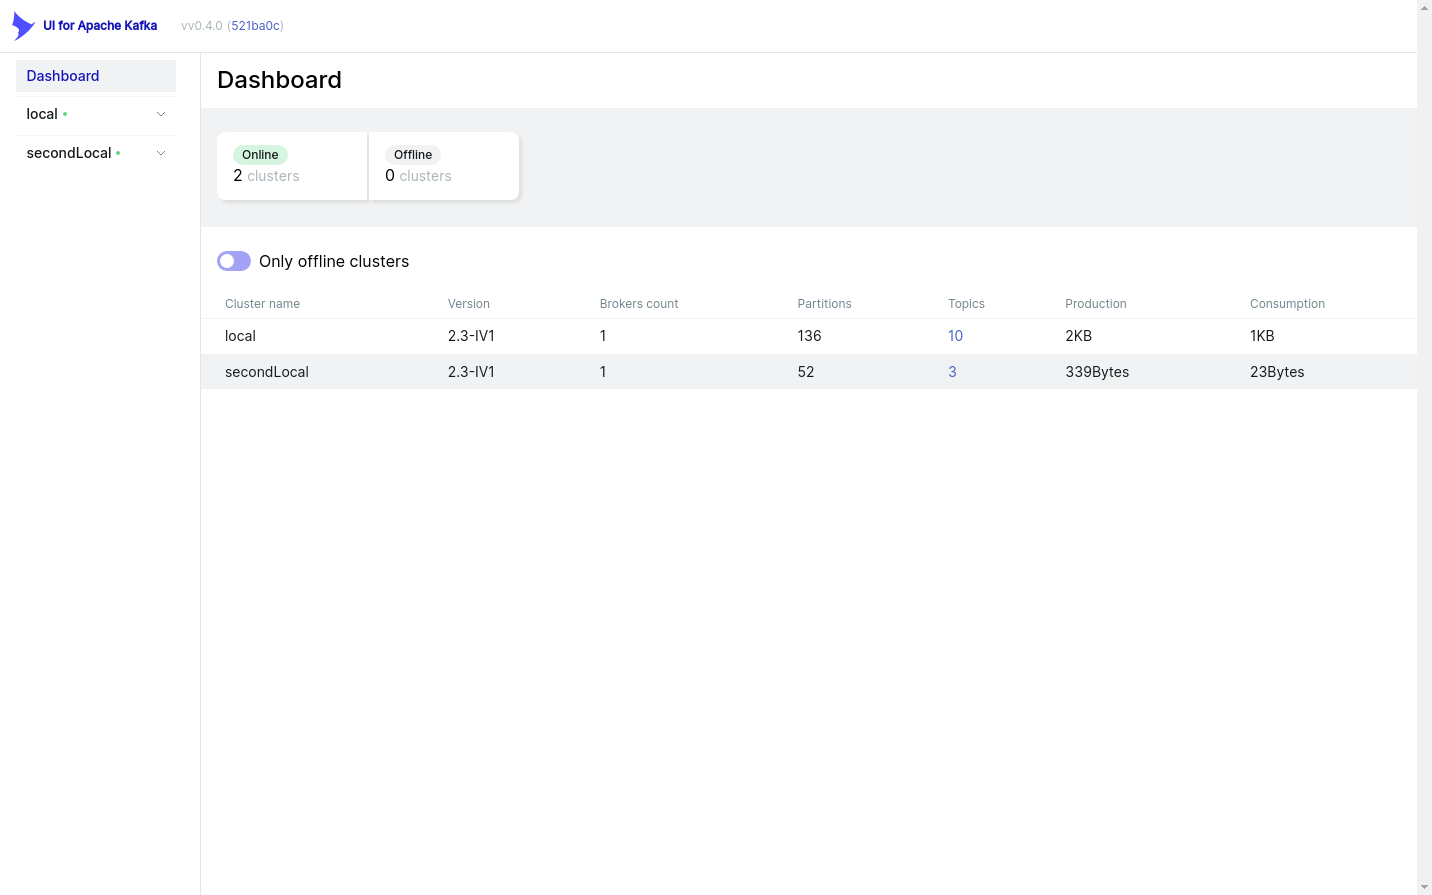 UI for Apache Kafka vv0.4.0 (521ba0c)
Dashboard
local
secondLocal
Dashboard
Online Offline
2 clusters 0 clusters
Only offline clusters
Cluster name Version Brokers count Partitions Topics Production Consumption
local 2.3-IV1 1 136 10 2KB 1KB
secondLocal 2.3-IV1 1 52 3 339Bytes 23Bytes